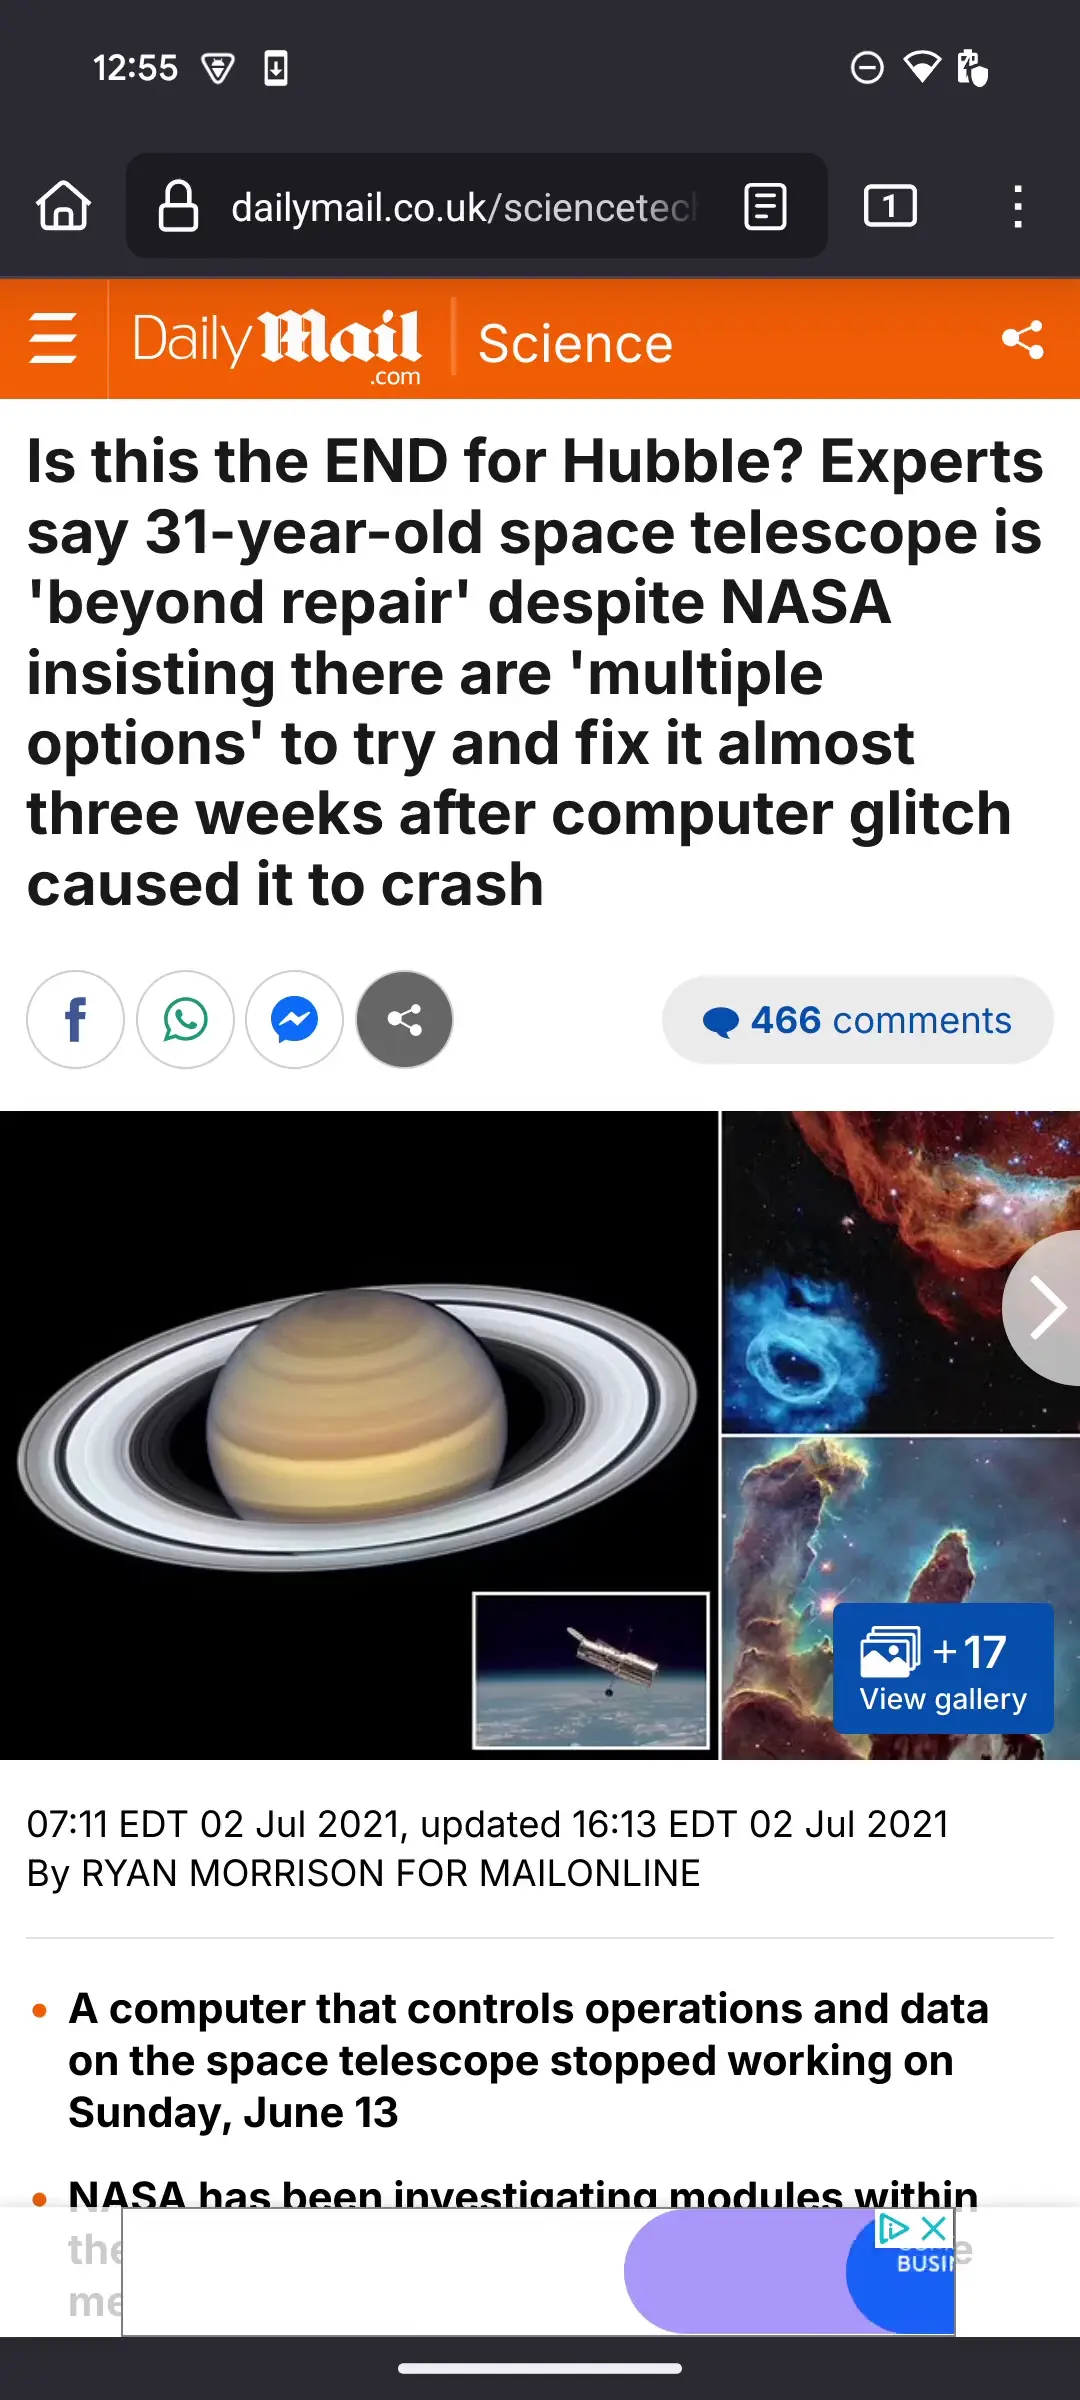 12:55
dailymail.co.uk/sciencetec
1
Daily Mail
.com
Science
Is this the END for Hubble? Experts
say 31-year-old space telescope is
'beyond repair' despite NASA
insisting there are 'multiple
options' to try and fix it almost
three weeks after computer glitch
caused it to crash
466 comments
+17
View gallery
07:11 EDT 02 Jul 2021, updated 16:13 EDT 02 Jul 2021
By RYAN MORRISON FOR MAILONLINE
A computer that controls operations and data
on the space telescope stopped working on
Sunday, June 13
NASA has been investigating modules within
the